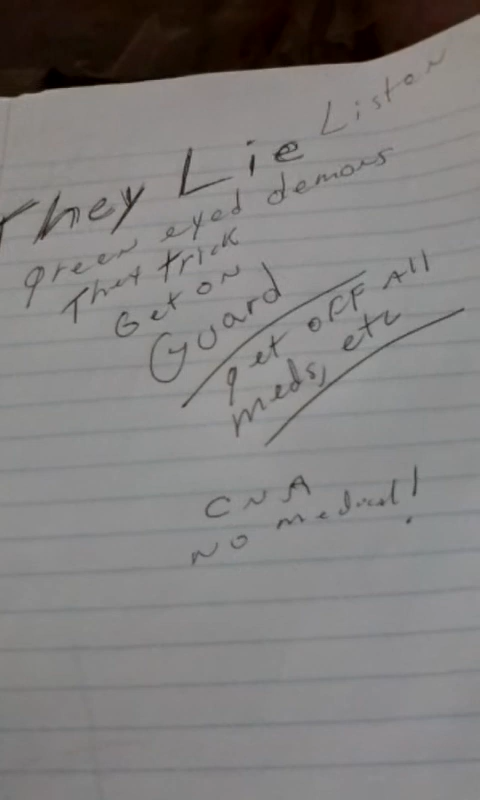 They Lie Listen
green eyed demons
That trick
Get on
Guard
get off All
meds, etc
CNA
No medical!